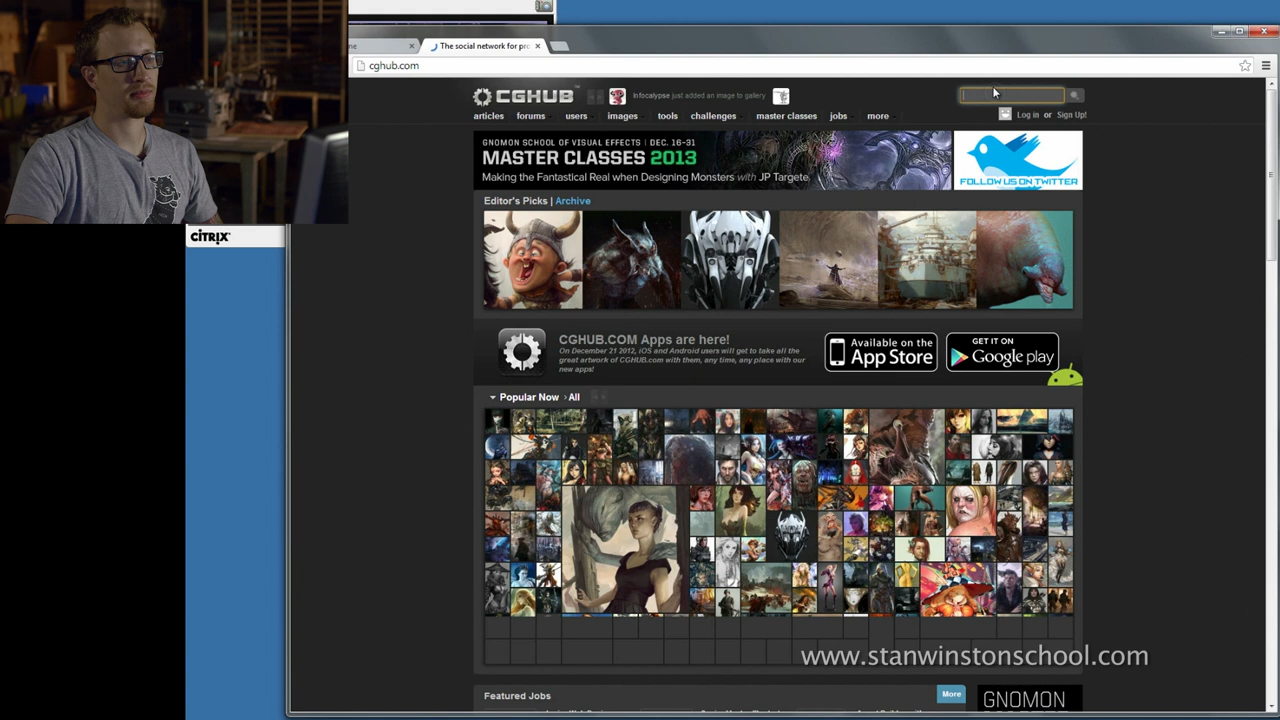 The social network for pro
cghub.com
CGHUB
Infocalypse just added an image to gallery
articles forums users images tools challenges master classes jobs more
Log in or Sign Up!
GNOMON SCHOOL OF VISUAL EFFECTS | DEC. 16-31
MASTER CLASSES 2013
Making the Fantastical Real when Designing Monsters with JP Targete
FOLLOW US ON TWITTER
Editor's Picks | Archive
CITRIX
CGHUB.COM Apps are here!
On December 21 2012, iOS and Android users will get to take all the
great artwork of CGHUB.com with them, any time, any place with our
new apps!
Available on the
App Store
GET IT ON
Google play
Popular Now › All
www.stanwinstonschool.com
Featured Jobs
More
GNOMON